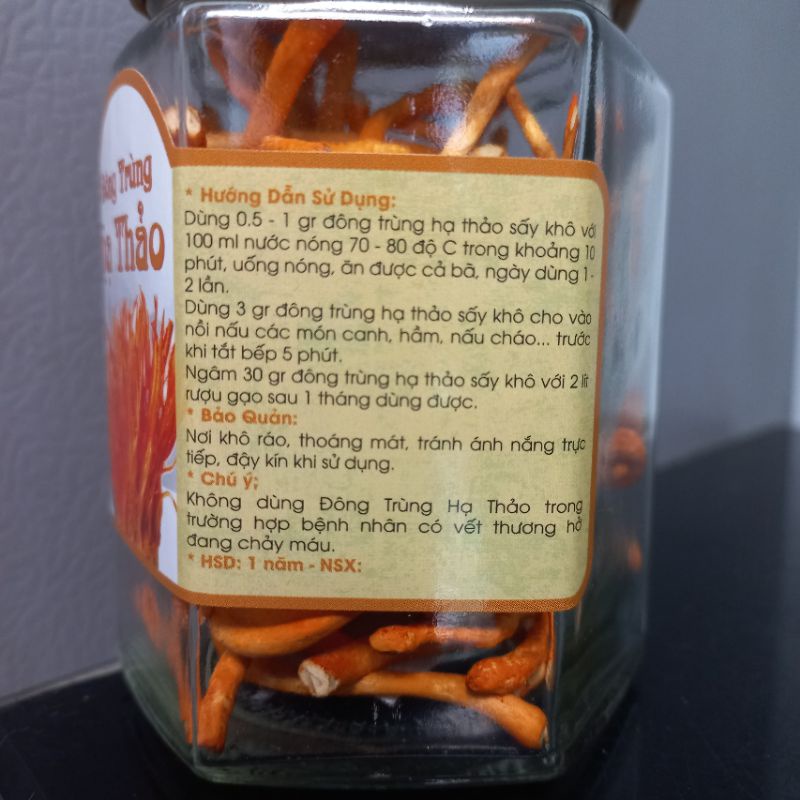 Đông Trùng
Hạ Thảo
* Hướng Dẫn Sử Dụng:
Dùng 0.5 - 1 gr đông trùng hạ thảo sấy khô với
100 ml nước nóng 70 - 80 độ C trong khoảng 10
phút, uống nóng, ăn được cả bã, ngày dùng 1 -
2 lần.
Dùng 3 gr đông trùng hạ thảo sấy khô cho vào
nồi nấu các món canh, hầm, nấu cháo... trước
khi tắt bếp 5 phút.
Ngâm 30 gr đông trùng hạ thảo sấy khô với 2 lít
rượu gạo sau 1 tháng dùng được.
* Bảo Quản:
Nơi khô ráo, thoáng mát, tránh ánh nắng trực
tiếp, đậy kín khi sử dụng.
* Chú ý;
Không dùng Đông Trùng Hạ Thảo trong
trường hợp bệnh nhân có vết thương hở
đang chảy máu.
* HSD: 1 năm - NSX: